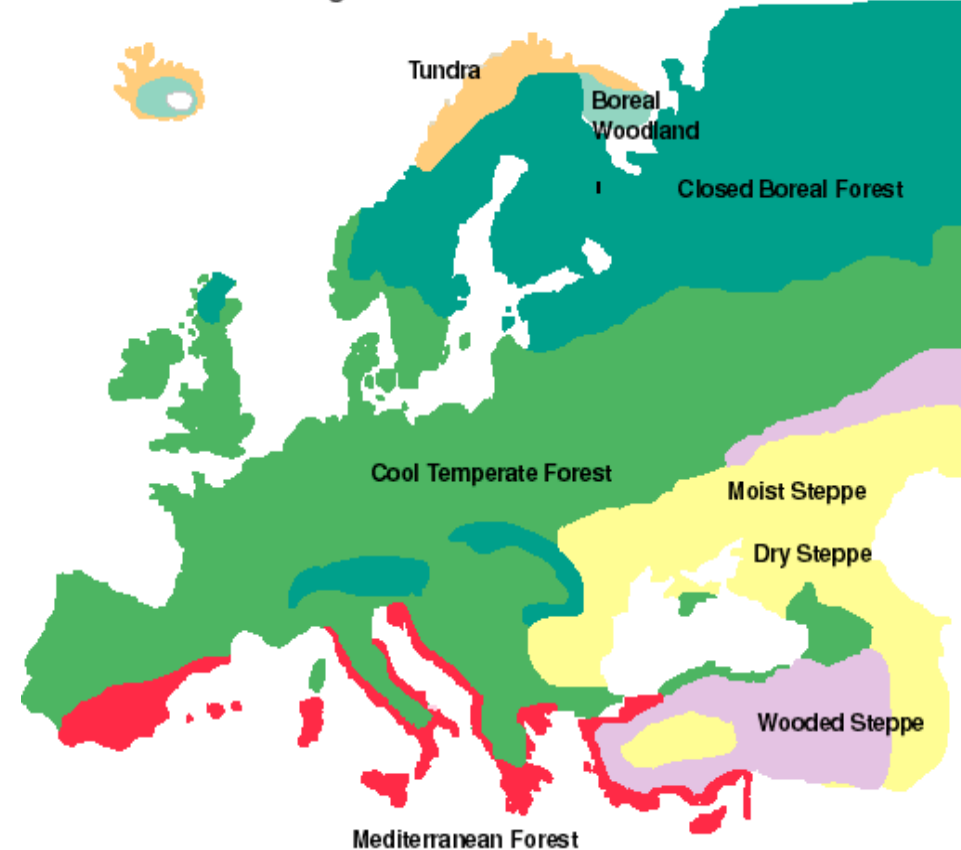 Tundra
Boreal
Woodland
Closed Boreal Forest
Cool Temperate Forest
Moist Steppe
Dry Steppe
Wooded Steppe
Mediterranean Forest